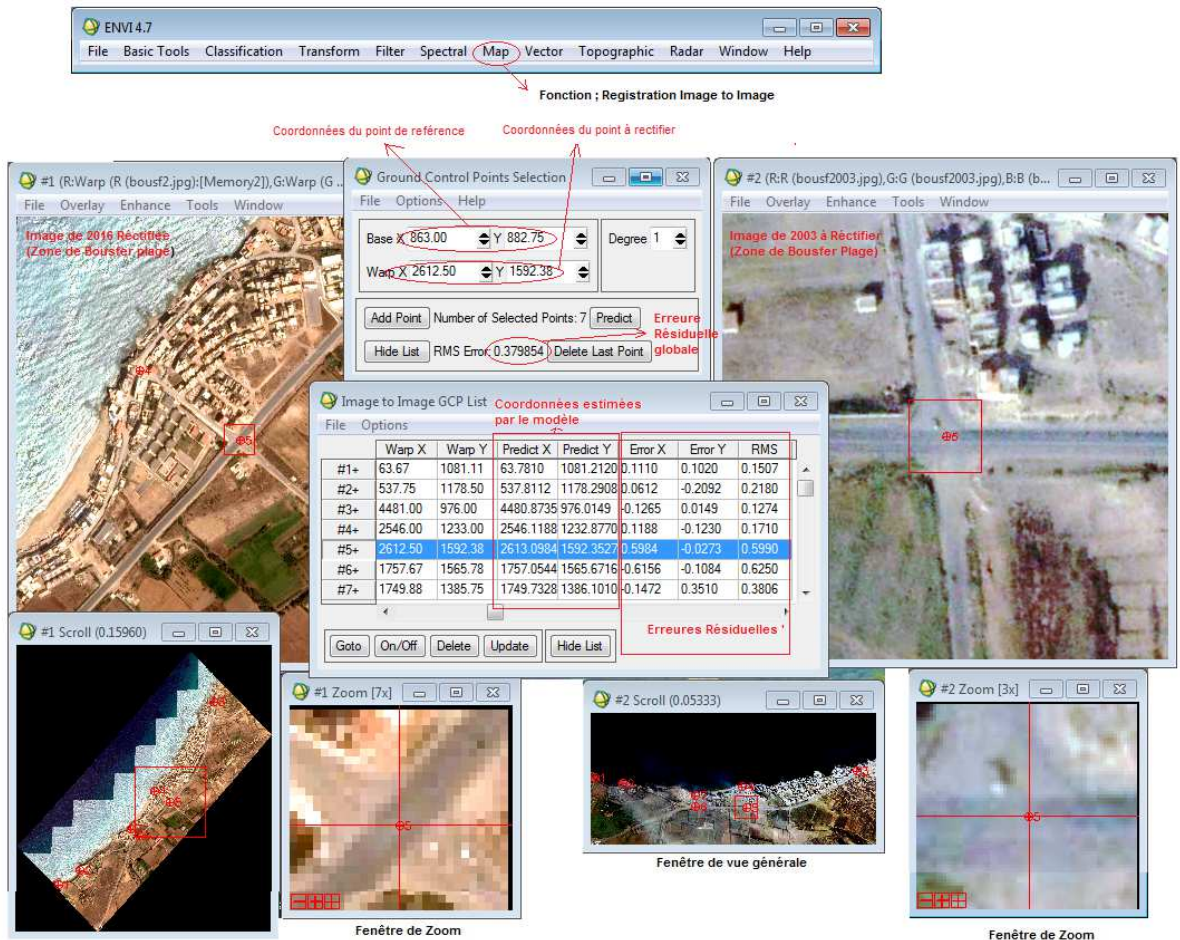 ENVI 4.7
File Basic Tools Classification Transform Filter Spectral Map Vector Topographic Radar Window Help
Fonction ; Registration Image to Image
Coordonnées du point de reférence
Coordonnées du point à rectifier
#1 (R:Warp (R (bousf2.jpg):[Memory2]),G:Warp (G ..
File Overlay Enhance Tools Window
Image de 2016 Réctifiée
(Zone de Bousfer plage)
4
5
Ground Control Points Selection
File Options Help
Base X 863.00 Y 882.75 Degree 1
Warp X 2612.50 Y 1592.38
Add Point Number of Selected Points: 7 Predict
Hide List RMS Error: 0.379854 Delete Last Point
Erreure
Résiduelle
globale
#2 (R:R (bousf2003.jpg),G:G (bousf2003.jpg),B:B (b...
File Overlay Enhance Tools Window
Image de 2003 à Réctifier
(Zone de Bousfer Plage)
5
Image to Image GCP List
Coordonnées estimées
par le modèle
File Options
Warp X Warp Y Predict X Predict Y Error X Error Y RMS
#1+ 63.67 1081.11 63.7810 1081.2120 0.1110 0.1020 0.1507
#2+ 537.75 1178.50 537.8112 1178.2908 0.0612 -0.2092 0.2180
#3+ 4481.00 976.00 4480.8735 976.0149 -0.1265 0.0149 0.1274
#4+ 2546.00 1233.00 2546.1188 1232.8770 0.1188 -0.1230 0.1710
#5+ 2612.50 1592.38 2613.0984 1592.3527 0.5984 -0.0273 0.5990
#6+ 1757.67 1565.78 1757.0544 1565.6716 -0.6156 -0.1084 0.6250
#7+ 1749.88 1385.75 1749.7328 1386.1010 -0.1472 0.3510 0.3806
Erreures Résiduelles '
Goto On/Off Delete Update Hide List
#1 Scroll (0.15960)
#1 Zoom [7x]
5
Fenêtre de Zoom
#2 Scroll (0.05333)
Fenêtre de vue générale
#2 Zoom [3x]
5
Fenêtre de Zoom